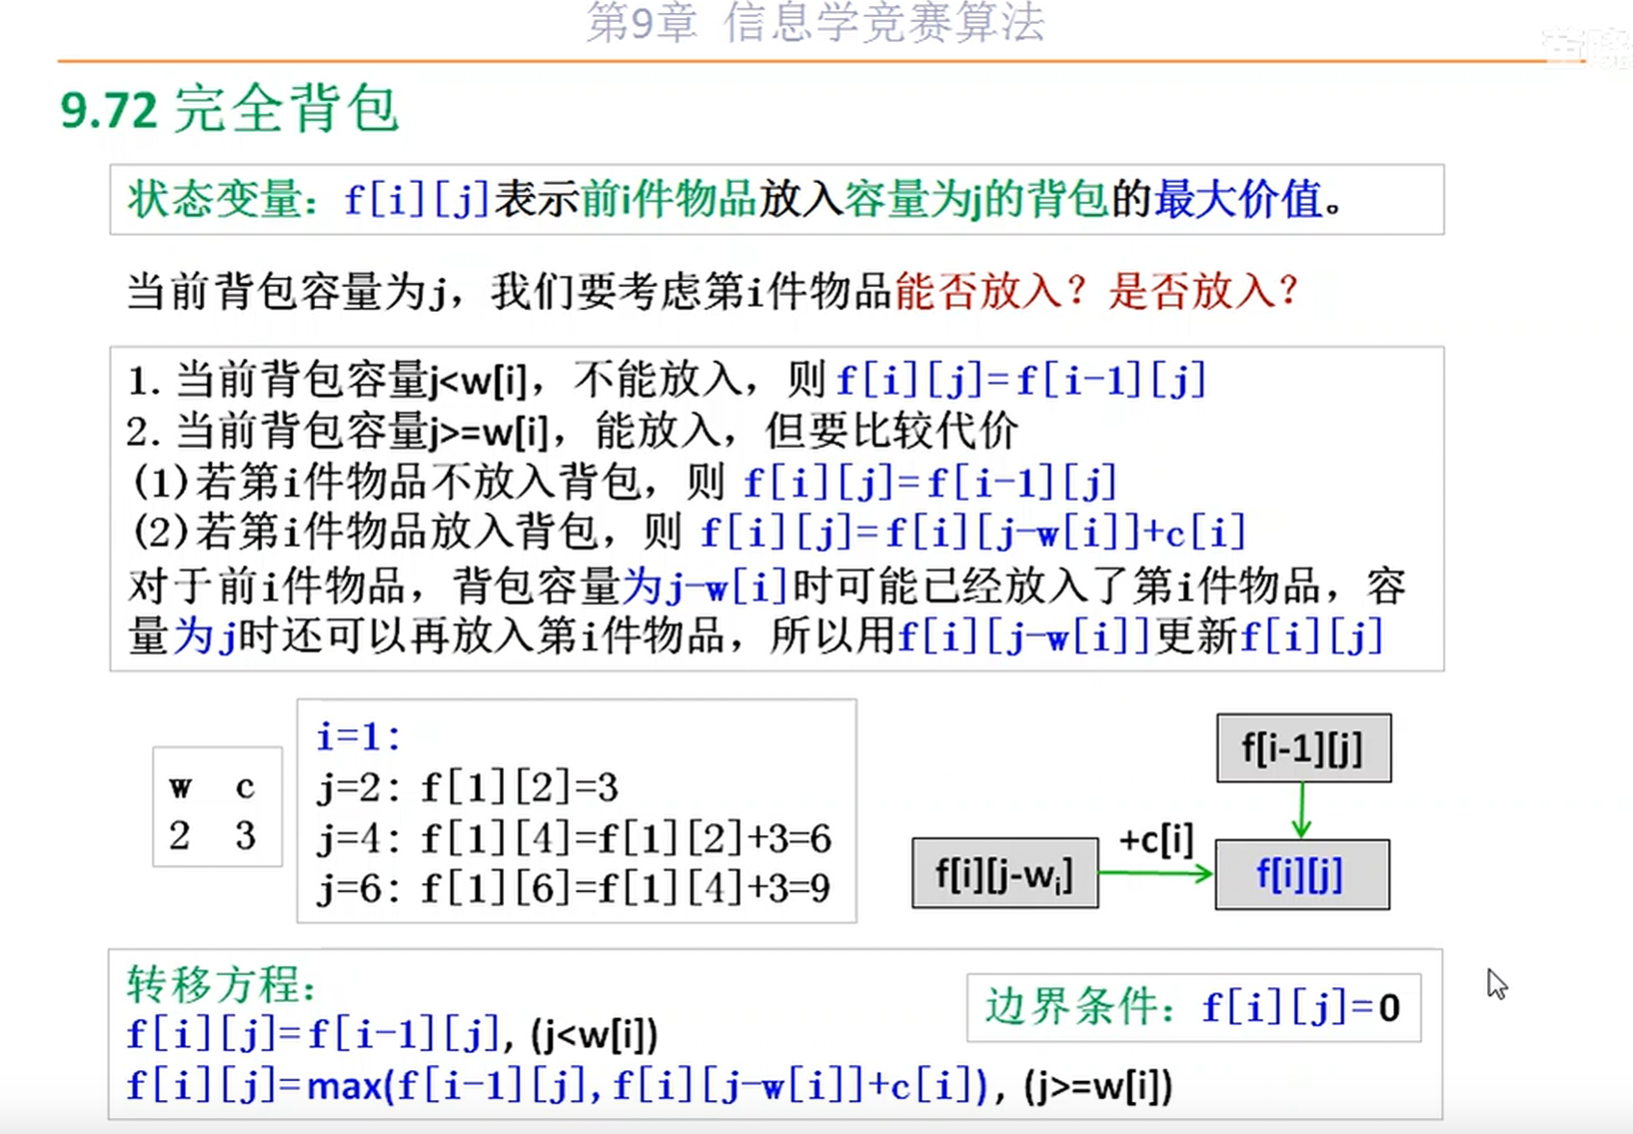 第9章 信息学竞赛算法
9.72 完全背包
状态变量：f[i][j]表示前i件物品放入容量为j的背包的最大价值。
当前背包容量为j，我们要考虑第i件物品能否放入？是否放入？
1. 当前背包容量j<w[i]，不能放入，则f[i][j]=f[i-1][j]
2. 当前背包容量j>=w[i]，能放入，但要比较代价
(1)若第i件物品不放入背包，则 f[i][j]=f[i-1][j]
(2)若第i件物品放入背包，则 f[i][j]=f[i][j-w[i]]+c[i]
对于前i件物品，背包容量为j-w[i]时可能已经放入了第i件物品，容
量为j时还可以再放入第i件物品，所以用f[i][j-w[i]]更新f[i][j]
w c
2 3
i=1:
j=2: f[1][2]=3
j=4: f[1][4]=f[1][2]+3=6
j=6: f[1][6]=f[1][4]+3=9
f[i-1][j]
+c[i]
f[i][j-wi]
f[i][j]
转移方程：
f[i][j]=f[i-1][j], (j<w[i])
f[i][j]=max(f[i-1][j],f[i][j-w[i]]+c[i]), (j>=w[i])
边界条件：f[i][j]=0